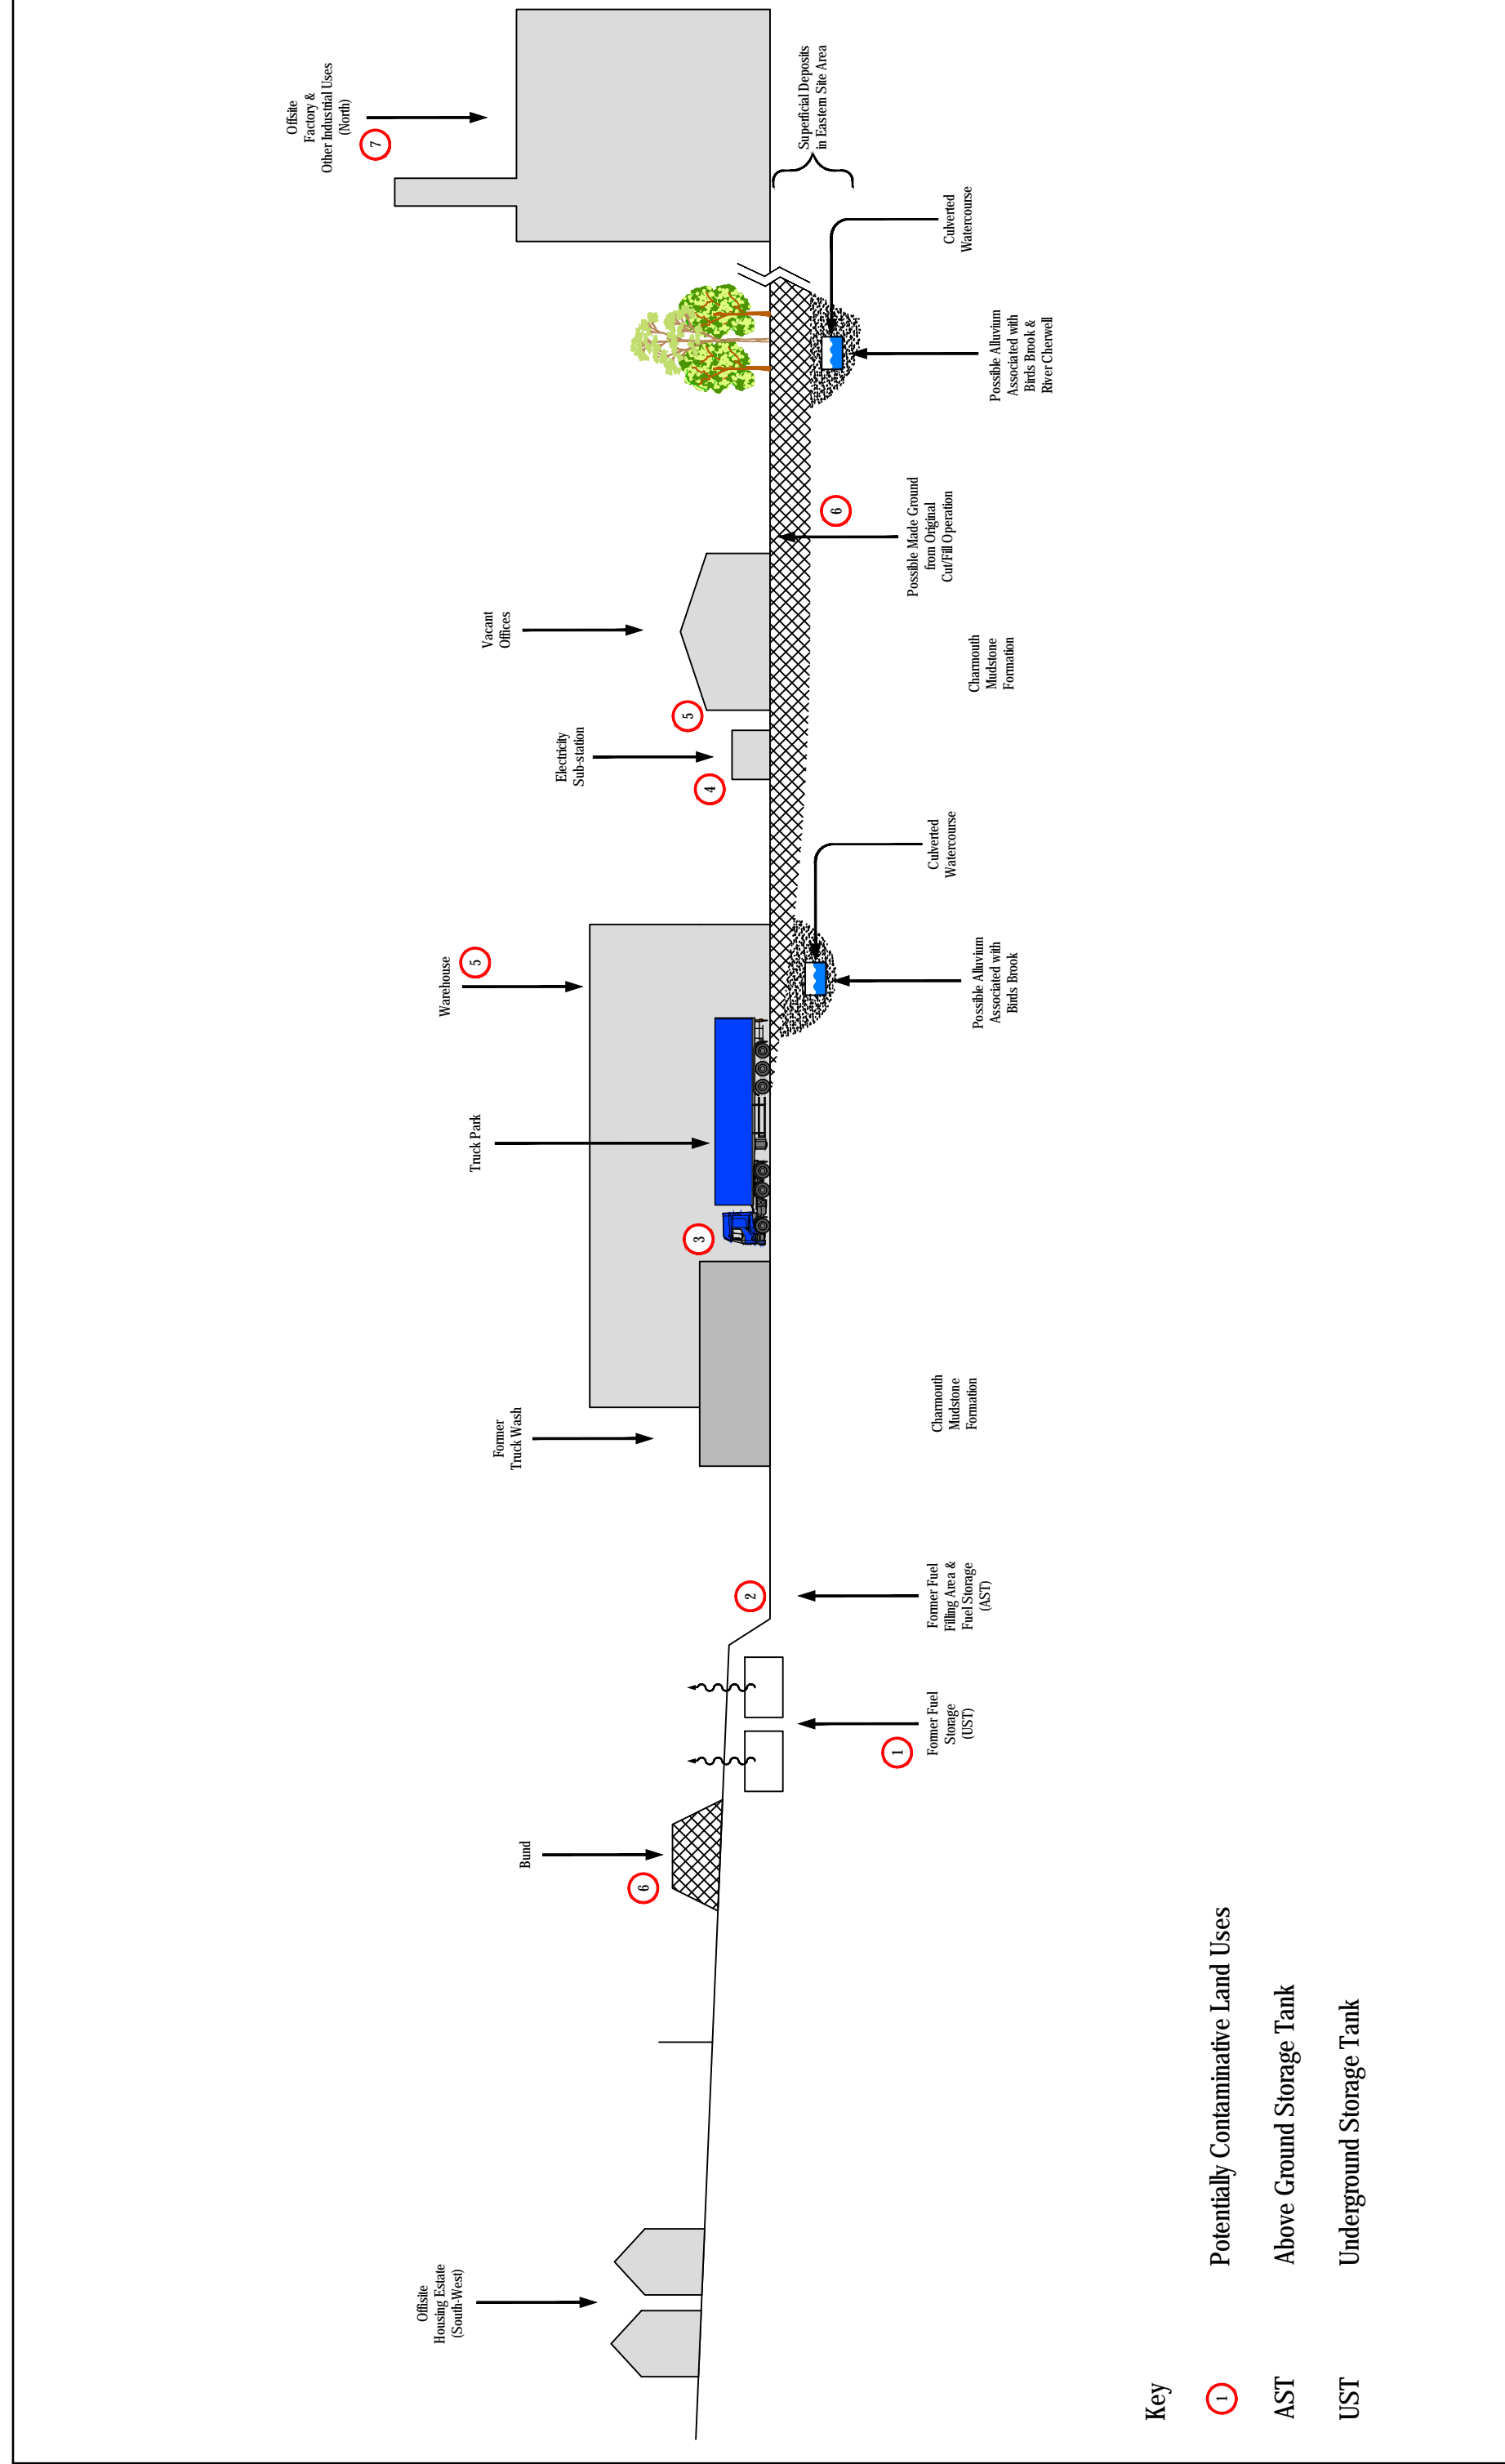 Offsite
Housing Estate
(South-West)
Bund
6
Former Fuel
Storage
(UST)
1
Former Fuel
Filling Area &
Fuel Storage
(AST)
2
Former
Truck Wash
3
Truck Park
Warehouse
5
Charmouth
Mudstone
Formation
Possible Alluvium
Associated with
Birds Brook
Culverted
Watercourse
Electricity
Sub-station
4
Vacant
Offices
5
Charmouth
Mudstone
Formation
Possible Made Ground
from Original
Cut/Fill Operation
6
Possible Alluvium
Associated with
Birds Brook &
River Cherwell
Culverted
Watercourse
Superficial Deposits
in Eastern Site Area
Offsite
Factory &
Other Industrial Uses
(North)
7
Key
1 Potentially Contaminative Land Uses
AST Above Ground Storage Tank
UST Underground Storage Tank